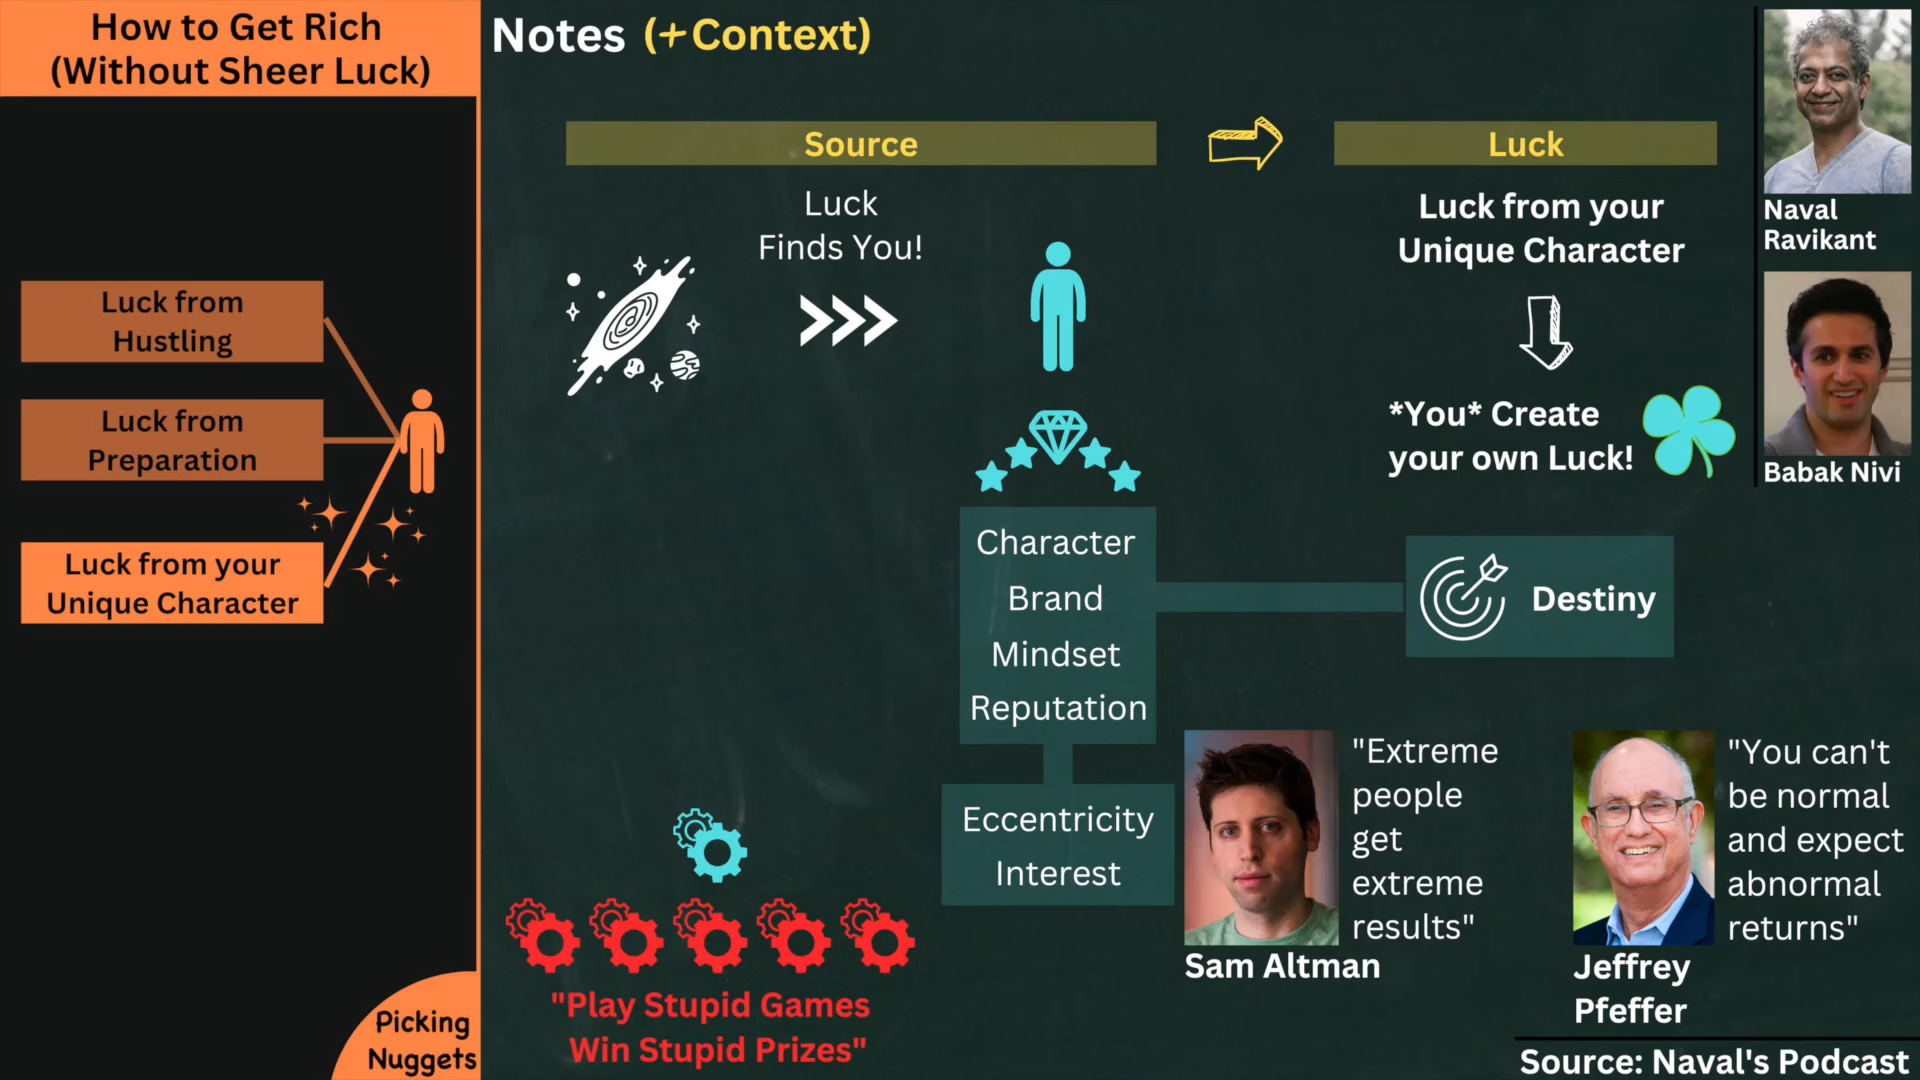 How to Get Rich
(Without Sheer Luck)
Luck from
Hustling
Luck from
Preparation
Luck from your
Unique Character
Picking
Nuggets
Notes (+Context)
Source
Luck
Luck
Finds You!
Luck from your
Unique Character
*You* Create
your own Luck!
Naval
Ravikant
Babak Nivi
Character
Brand
Mindset
Reputation
Destiny
Eccentricity
Interest
"Extreme
people
get
extreme
results"
Sam Altman
"You can't
be normal
and expect
abnormal
returns"
Jeffrey
Pfeffer
"Play Stupid Games
Win Stupid Prizes"
Source: Naval's Podcast